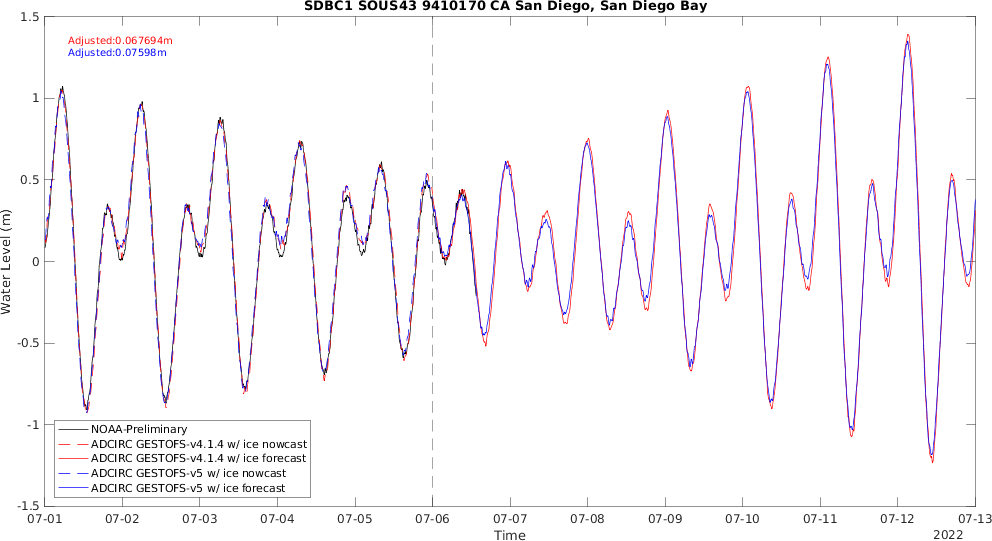 SDBC1 SOUS43 9410170 CA San Diego, San Diego Bay
Adjusted:0.067694m
Adjusted:0.07598m
Water Level (m)
1.5
1
0.5
0
-0.5
-1
-1.5
NOAA-Preliminary
ADCIRC GESTOFS-v4.1.4 w/ ice nowcast
ADCIRC GESTOFS-v4.1.4 w/ ice forecast
ADCIRC GESTOFS-v5 w/ ice nowcast
ADCIRC GESTOFS-v5 w/ ice forecast
07-01 07-02 07-03 07-04 07-05 07-06 07-07 07-08 07-09 07-10 07-11 07-12 07-13
Time
2022